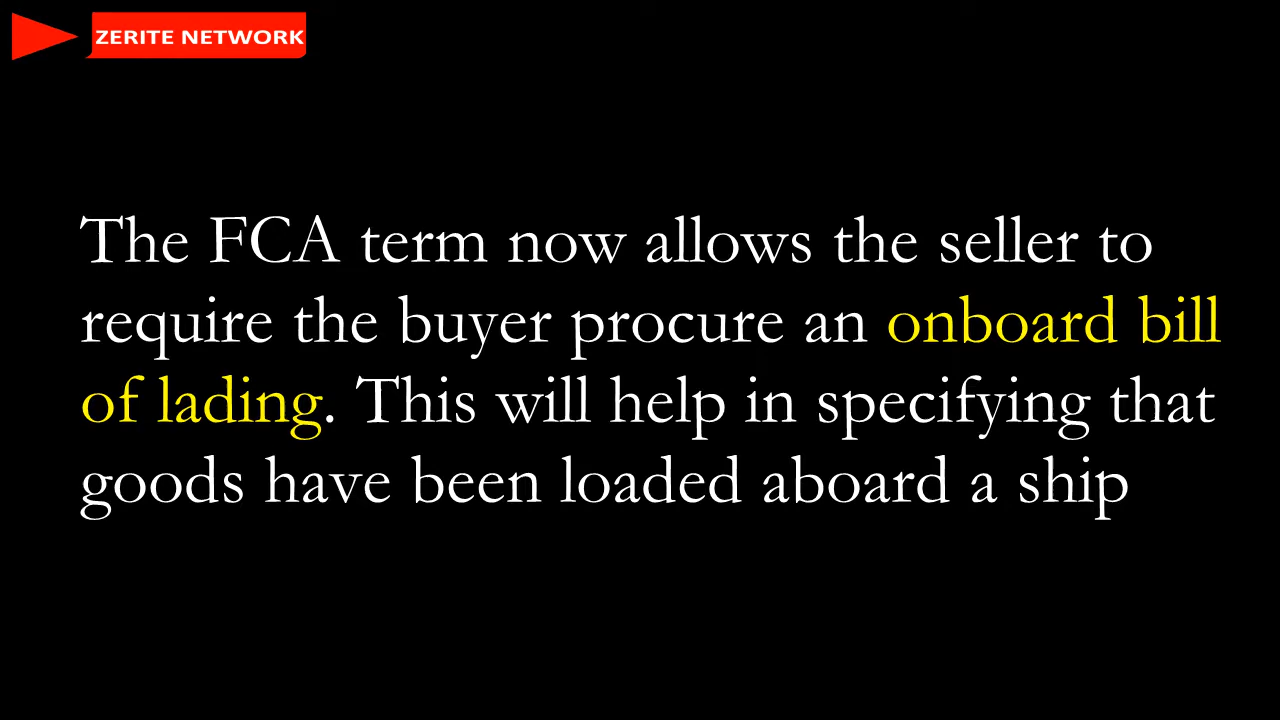 ZERITE NETWORK
The FCA term now allows the seller to
require the buyer procure an onboard bill
of lading. This will help in specifying that
goods have been loaded aboard a ship